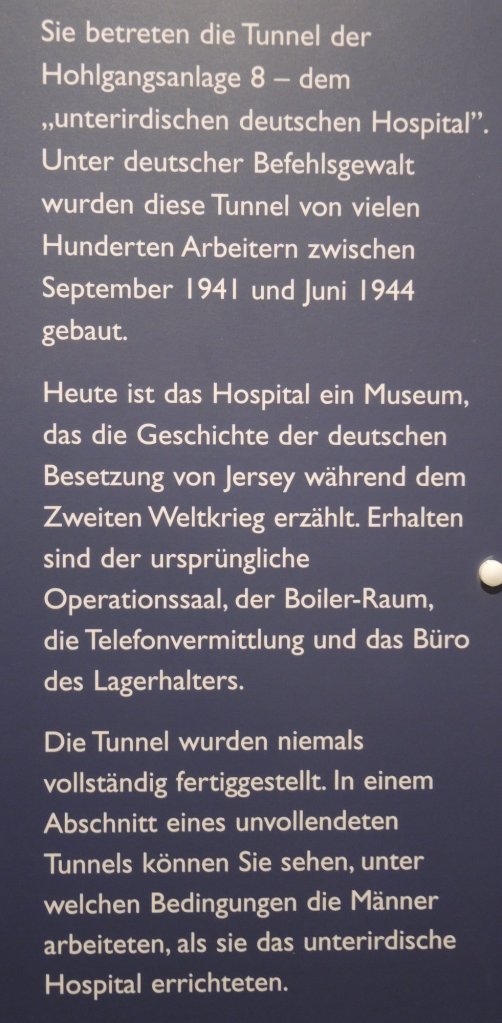 Sie betreten die Tunnel der
Hohlgangsanlage 8 – dem
„unterirdischen deutschen Hospital”.
Unter deutscher Befehlsgewalt
wurden diese Tunnel von vielen
Hunderten Arbeitern zwischen
September 1941 und Juni 1944
gebaut.
Heute ist das Hospital ein Museum,
das die Geschichte der deutschen
Besetzung von Jersey während dem
Zweiten Weltkrieg erzählt. Erhalten
sind der ursprüngliche
Operationssaal, der Boiler-Raum,
die Telefonvermittlung und das Büro
des Lagerhalters.
Die Tunnel wurden niemals
vollständig fertiggestellt. In einem
Abschnitt eines unvollendeten
Tunnels können Sie sehen, unter
welchen Bedingungen die Männer
arbeiteten, als sie das unterirdische
Hospital errichteten.